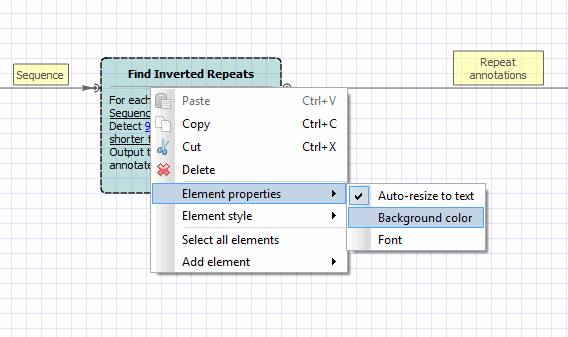 Sequence
Find Inverted Repeats
Repeat
annotations
For each
Sequenc
Detect 9
shorter t
Output t
annotate
Paste Ctrl+V
Copy Ctrl+C
Cut Ctrl+X
Delete
Element properties
Element style
Select all elements
Add element
Auto-resize to text
Background color
Font